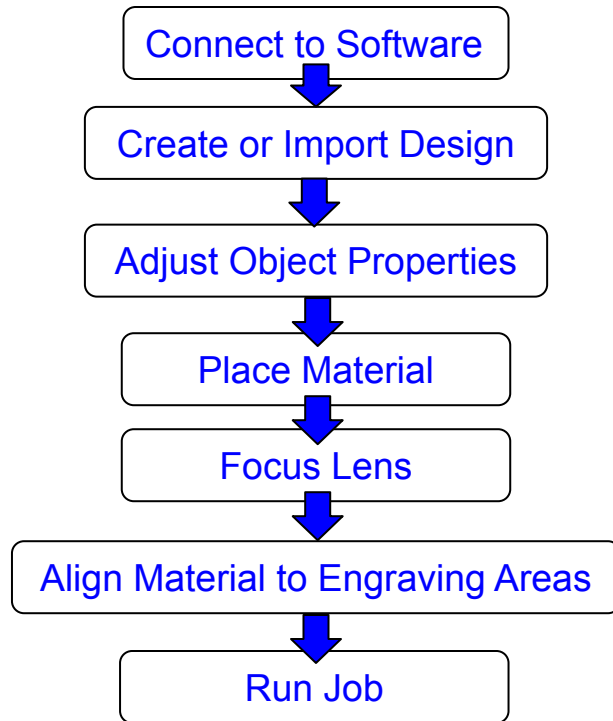 Connect to Software
Create or Import Design
Adjust Object Properties
Place Material
Focus Lens
Align Material to Engraving Areas
Run Job